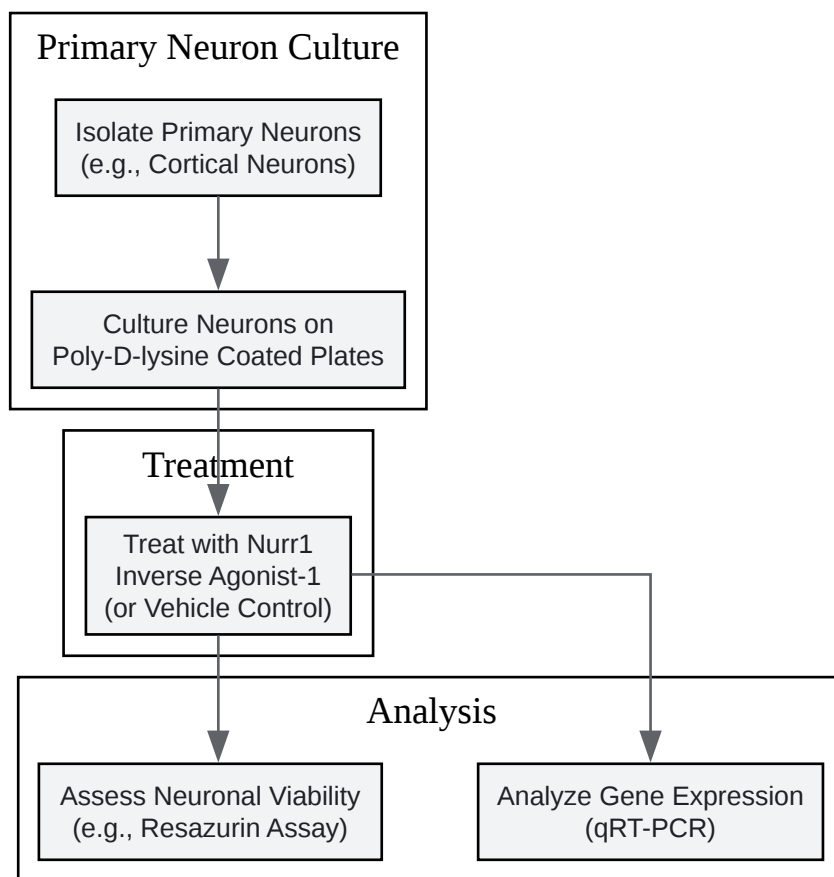 Primary Neuron Culture
Isolate Primary Neurons
(e.g., Cortical Neurons)
Culture Neurons on
Poly-D-lysine Coated Plates
Treatment
Treat with Nurr1
Inverse Agonist-1
(or Vehicle Control)
Analysis
Assess Neuronal Viability
(e.g., Resazurin Assay)
Analyze Gene Expression
(qRT-PCR)